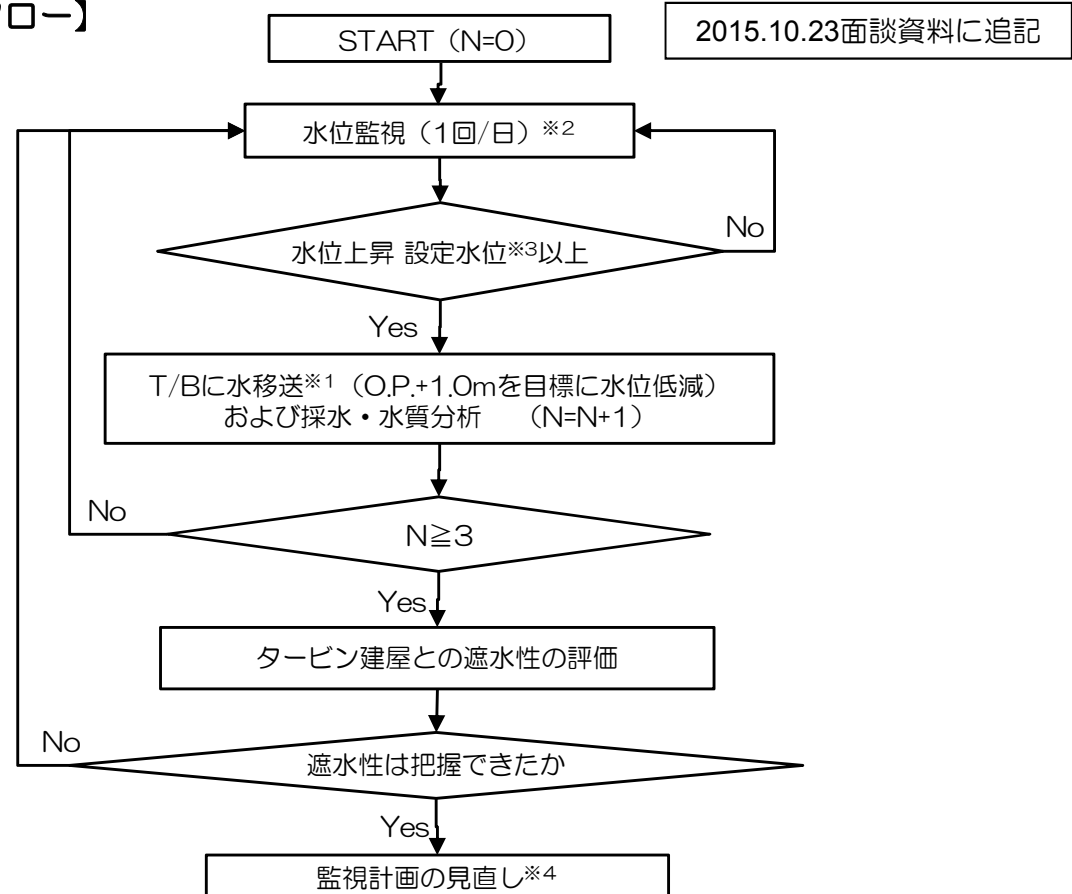 ロー】
2015.10.23面談資料に追記
START（N=0）
水位監視（1回/日）※2
水位上昇 設定水位※3以上
No
Yes
T/Bに水移送※1（O.P.+1.0mを目標に水位低減）
および採水・水質分析　（N=N+1）
No
N≧3
Yes
タービン建屋との遮水性の評価
No
遮水性は把握できたか
Yes
監視計画の見直し※4